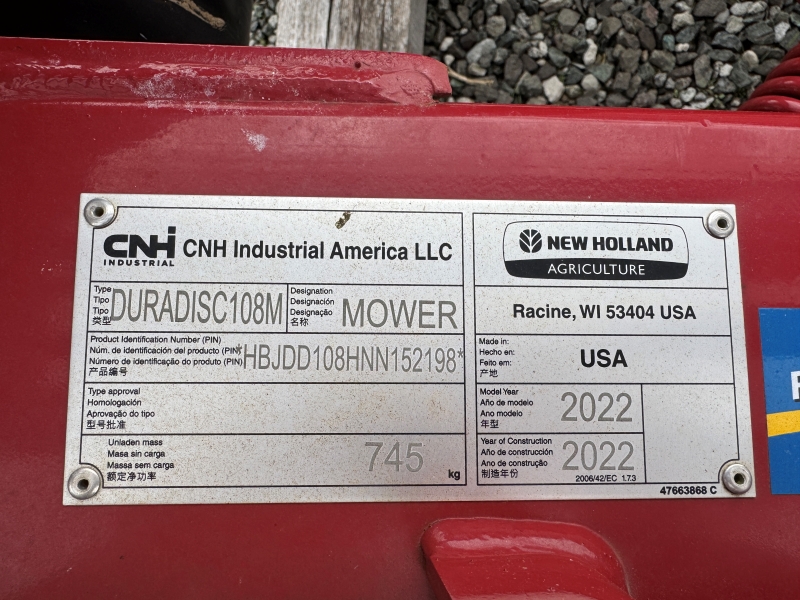 CNH
INDUSTRIAL
CNH Industrial America LLC
NEW HOLLAND
AGRICULTURE
Type
Tipo
Tipo
类型
DURADISC108M
Designation
Designación
Designação
名称
MOWER
Racine, WI 53404 USA
Product Identification Number (PIN)
Núm. de identificación del producto (PIN)
Número de identificação do produto (PIN)
产品编号
*HBJDD108HNN152198*
Made in:
Hecho en:
Feito em:
产地
USA
Type approval
Homologación
Aprovação do tipo
型号批准
Model Year
Año de modelo
Ano modelo
年型
2022
Unladen mass
Masa sin carga
Massa sem carga
额定净功率
745
kg
Year of Construction
Año de construcción
Ano de construção
制造年份
2022
2006/42/EC 1.7.3
47663868 C